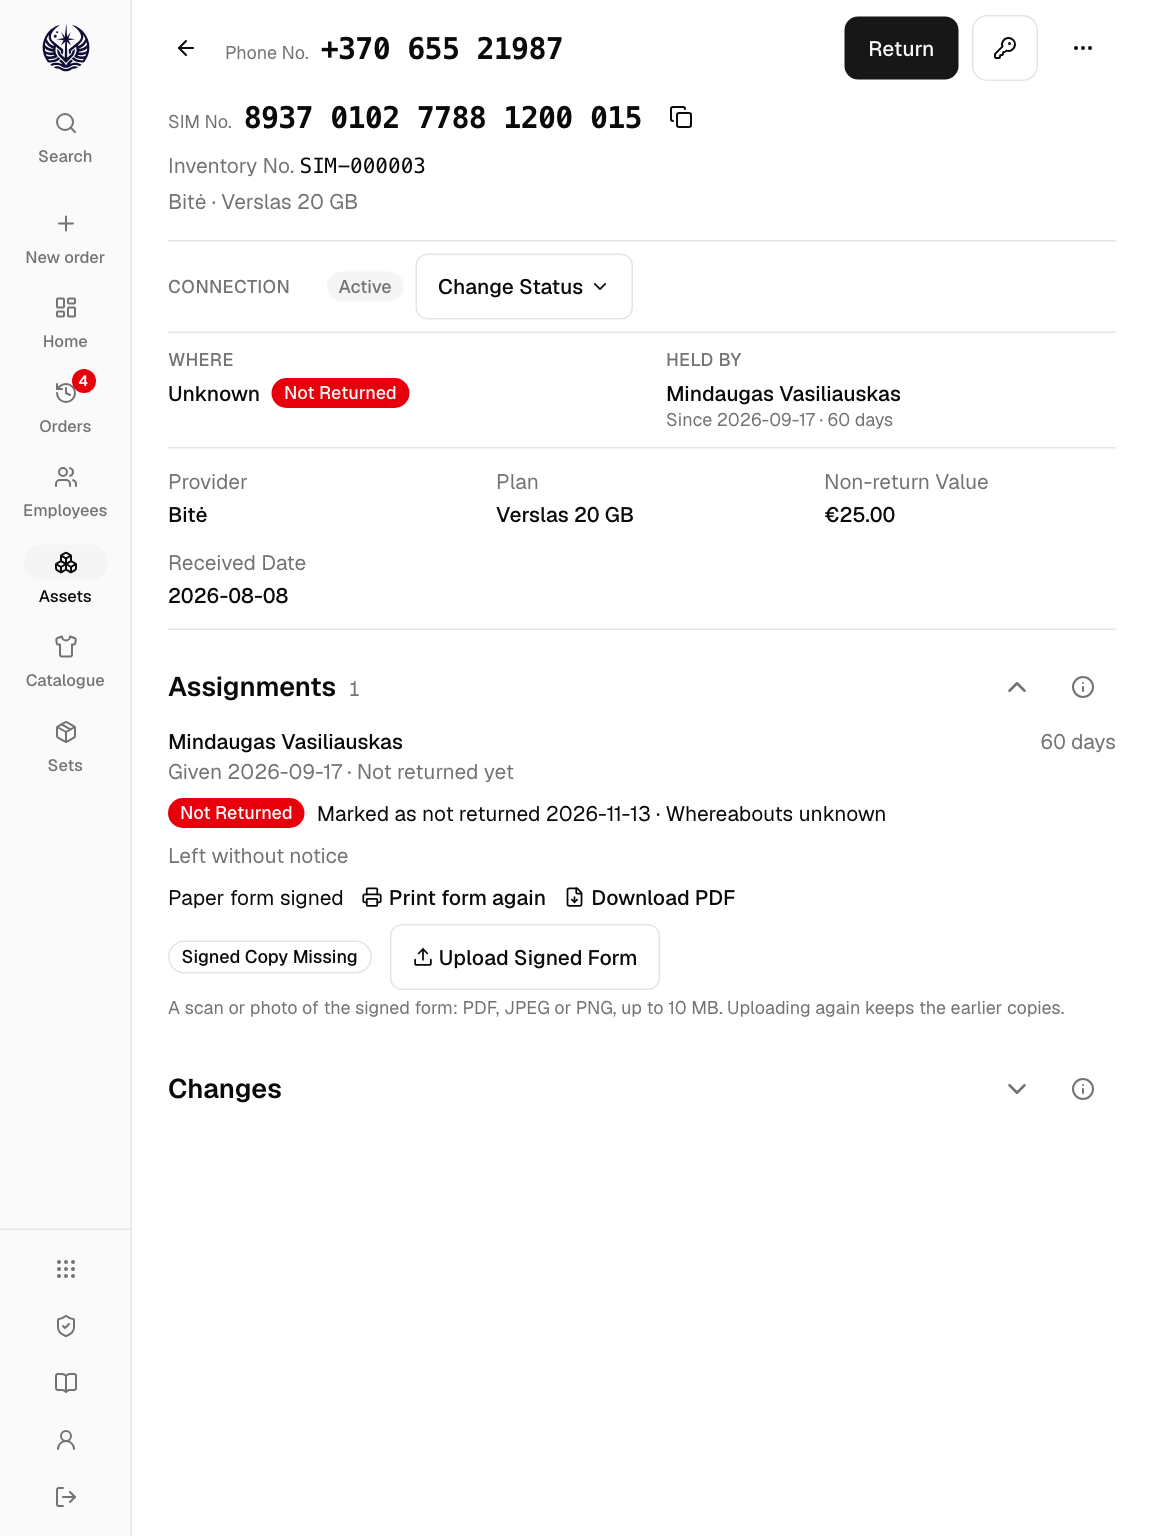 Phone No. +370 655 21987
Return
SIM No. 8937 0102 7788 1200 015
Inventory No. SIM-000003
Bitė · Verslas 20 GB
CONNECTION
Active
Change Status
WHERE
Unknown
Not Returned
HELD BY
Mindaugas Vasiliauskas
Since 2026-09-17 · 60 days
Provider
Bitė
Plan
Verslas 20 GB
Non-return Value
€25.00
Received Date
2026-08-08
Assignments 1
Mindaugas Vasiliauskas
60 days
Given 2026-09-17 · Not returned yet
Not Returned
Marked as not returned 2026-11-13 · Whereabouts unknown
Left without notice
Paper form signed
Print form again
Download PDF
Signed Copy Missing
Upload Signed Form
A scan or photo of the signed form: PDF, JPEG or PNG, up to 10 MB. Uploading again keeps the earlier copies.
Changes
Search
New order
Home
4
Orders
Employees
Assets
Catalogue
Sets